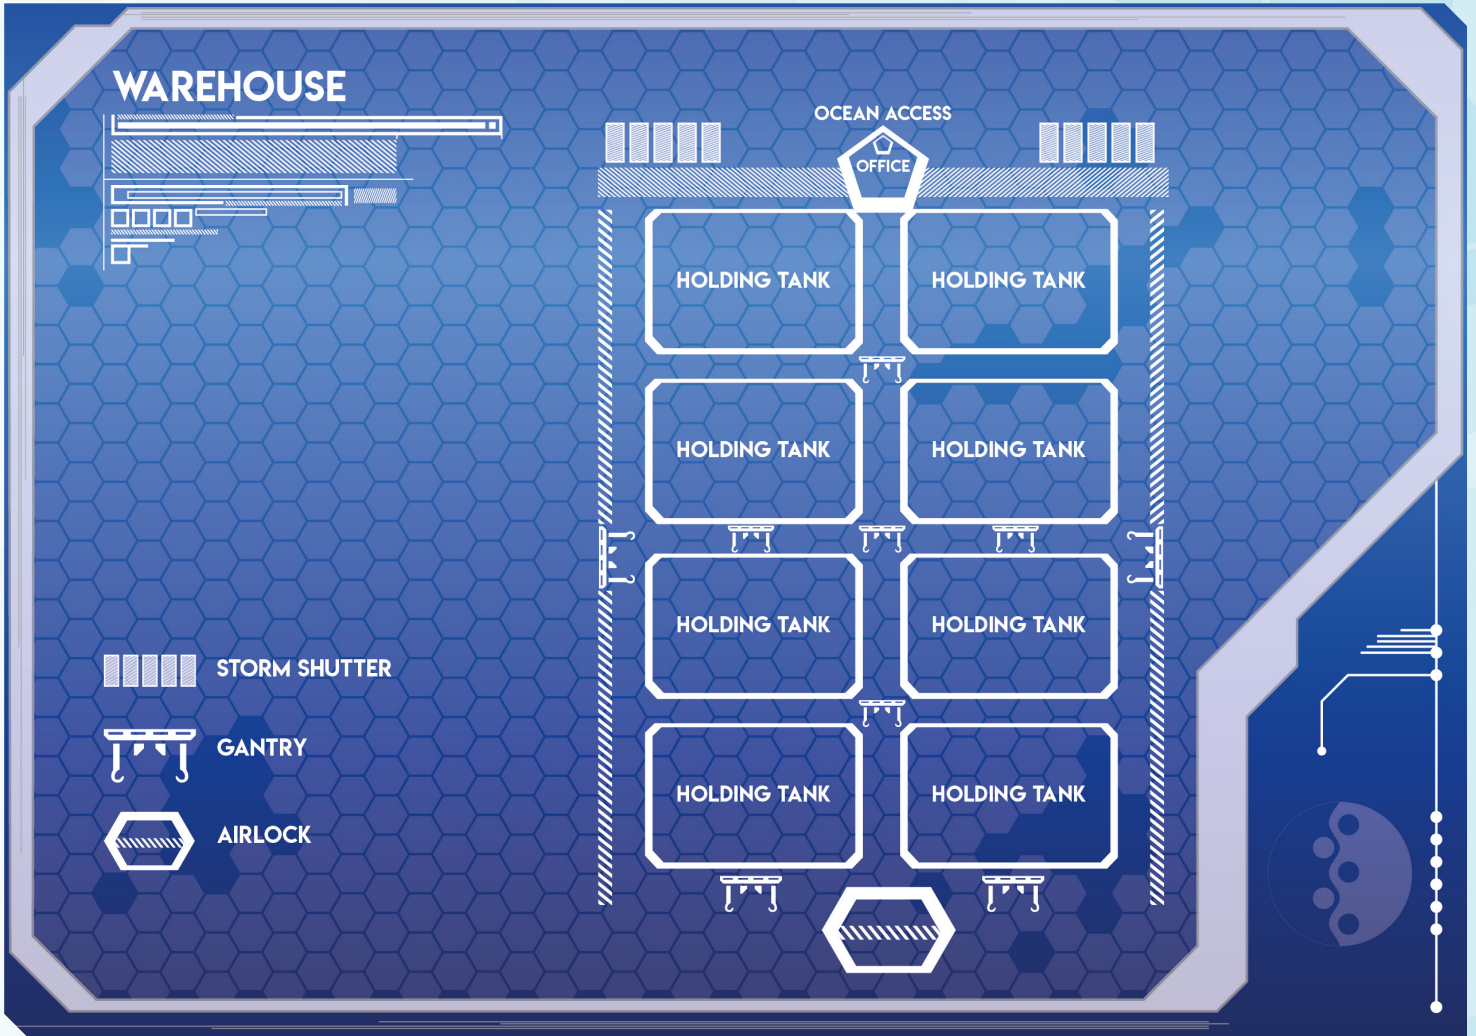 WAREHOUSE
OCEAN ACCESS
OFFICE
HOLDING TANK
HOLDING TANK
HOLDING TANK
HOLDING TANK
HOLDING TANK
HOLDING TANK
HOLDING TANK
HOLDING TANK
STORM SHUTTER
GANTRY
AIRLOCK